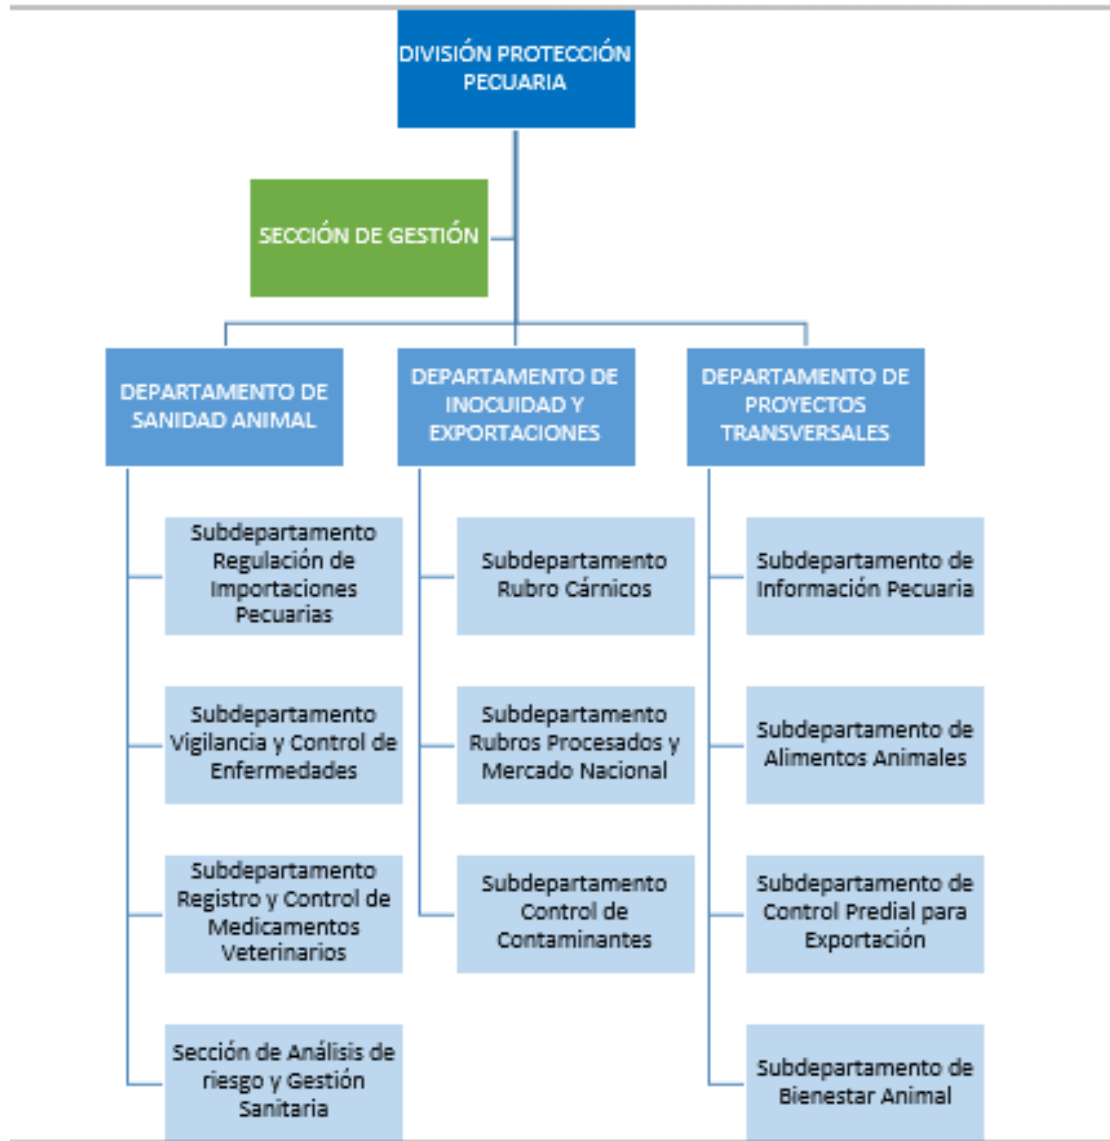 DIVISIÓN PROTECCIÓN
PECUARIA
SECCIÓN DE GESTIÓN
DEPARTAMENTO DE
SANIDAD ANIMAL
DEPARTAMENTO DE
INOCUIDAD Y
EXPORTACIONES
DEPARTAMENTO DE
PROYECTOS
TRANSVERSALES
Subdepartamento
Regulación de
Importaciones
Pecuarias
Subdepartamento
Rubro Cárnicos
Subdepartamento de
Información Pecuaria
Subdepartamento
Vigilancia y Control de
Enfermedades
Subdepartamento
Rubros Procesados y
Mercado Nacional
Subdepartamento de
Alimentos Animales
Subdepartamento
Registro y Control de
Medicamentos
Veterinarios
Subdepartamento
Control de
Contaminantes
Subdepartamento de
Control Predial para
Exportación
Sección de Análisis de
riesgo y Gestión
Sanitaria
Subdepartamento de
Bienestar Animal